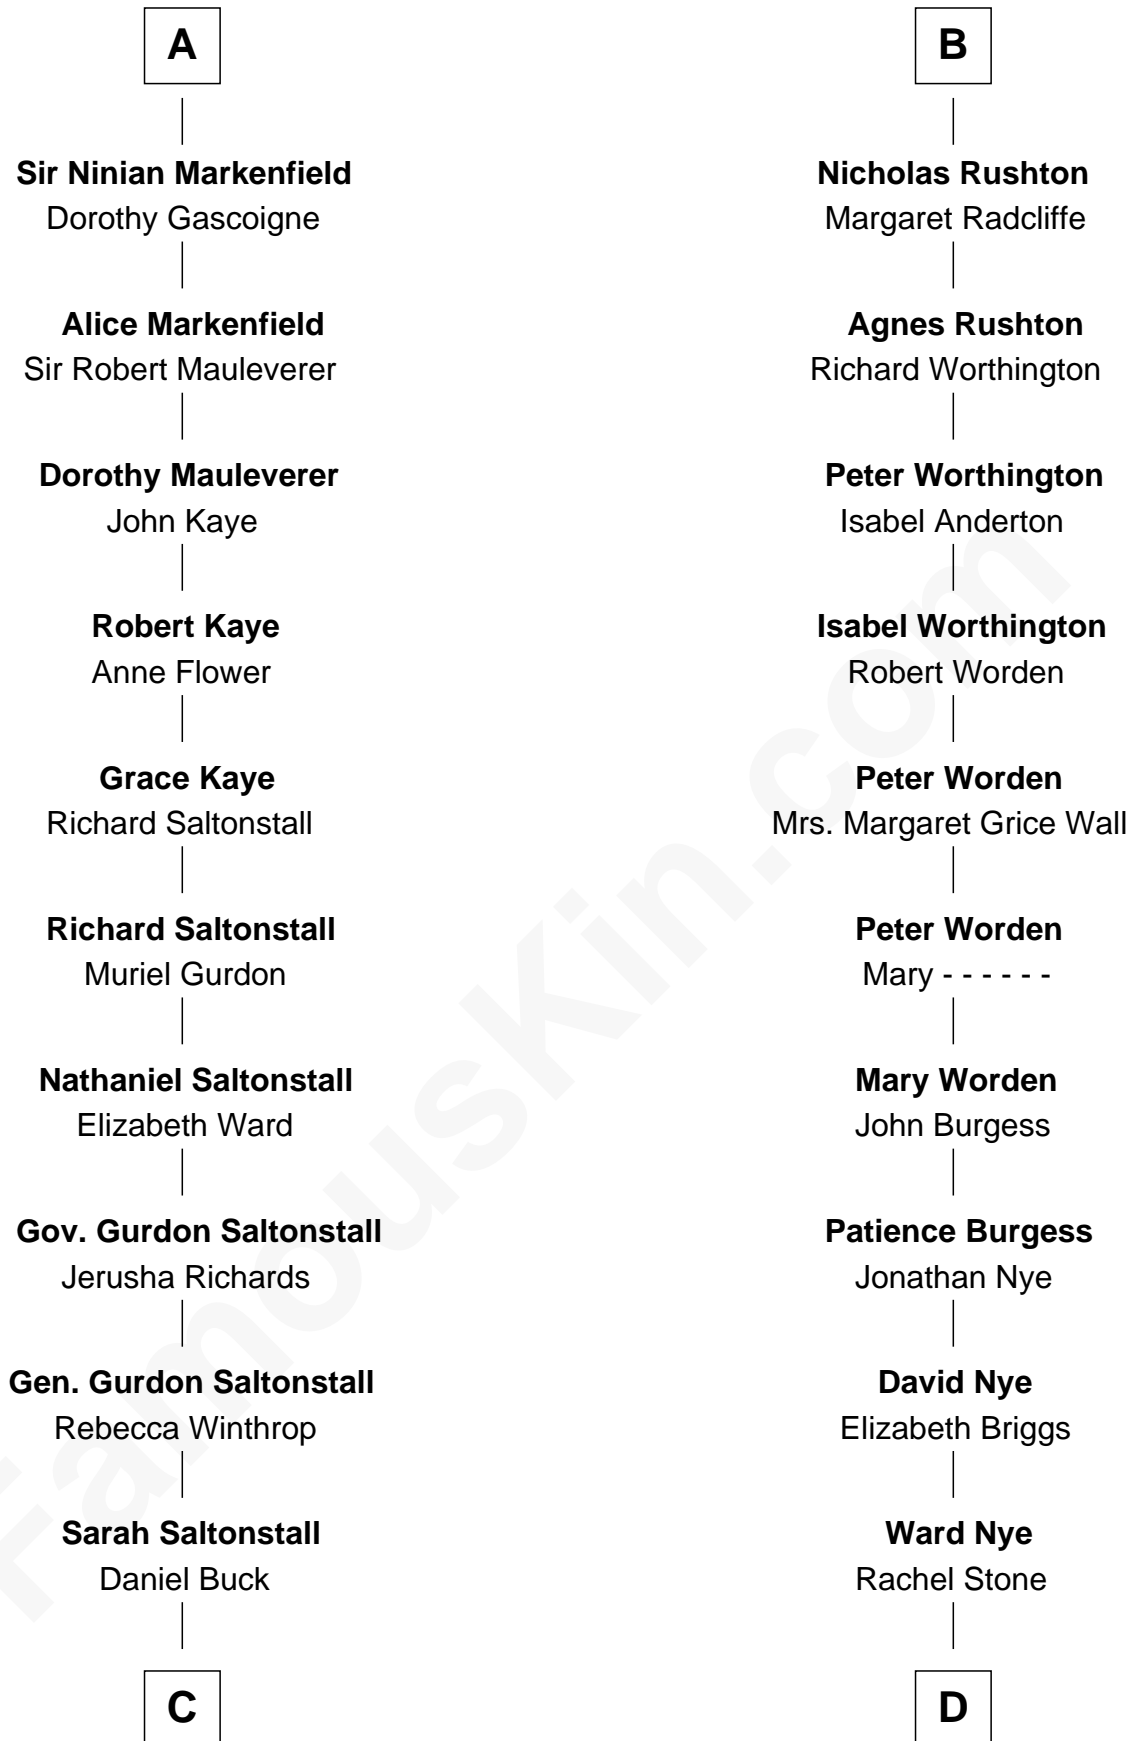 A
Sir Ninian Markenfield
Dorothy Gascoigne
Alice Markenfield
Sir Robert Mauleverer
Dorothy Mauleverer
John Kaye
Robert Kaye
Anne Flower
Grace Kaye
Richard Saltonstall
Richard Saltonstall
Muriel Gurdon
Nathaniel Saltonstall
Elizabeth Ward
Gov. Gurdon Saltonstall
Jerusha Richards
Gen. Gurdon Saltonstall
Rebecca Winthrop
Sarah Saltonstall
Daniel Buck
C
B
Nicholas Rushton
Margaret Radcliffe
Agnes Rushton
Richard Worthington
Peter Worthington
Isabel Anderton
Isabel Worthington
Robert Worden
Peter Worden
Mrs. Margaret Grice Wall
Peter Worden
Mary - - - - - -
Mary Worden
John Burgess
Patience Burgess
Jonathan Nye
David Nye
Elizabeth Briggs
Ward Nye
Rachel Stone
D
FamousKin.com